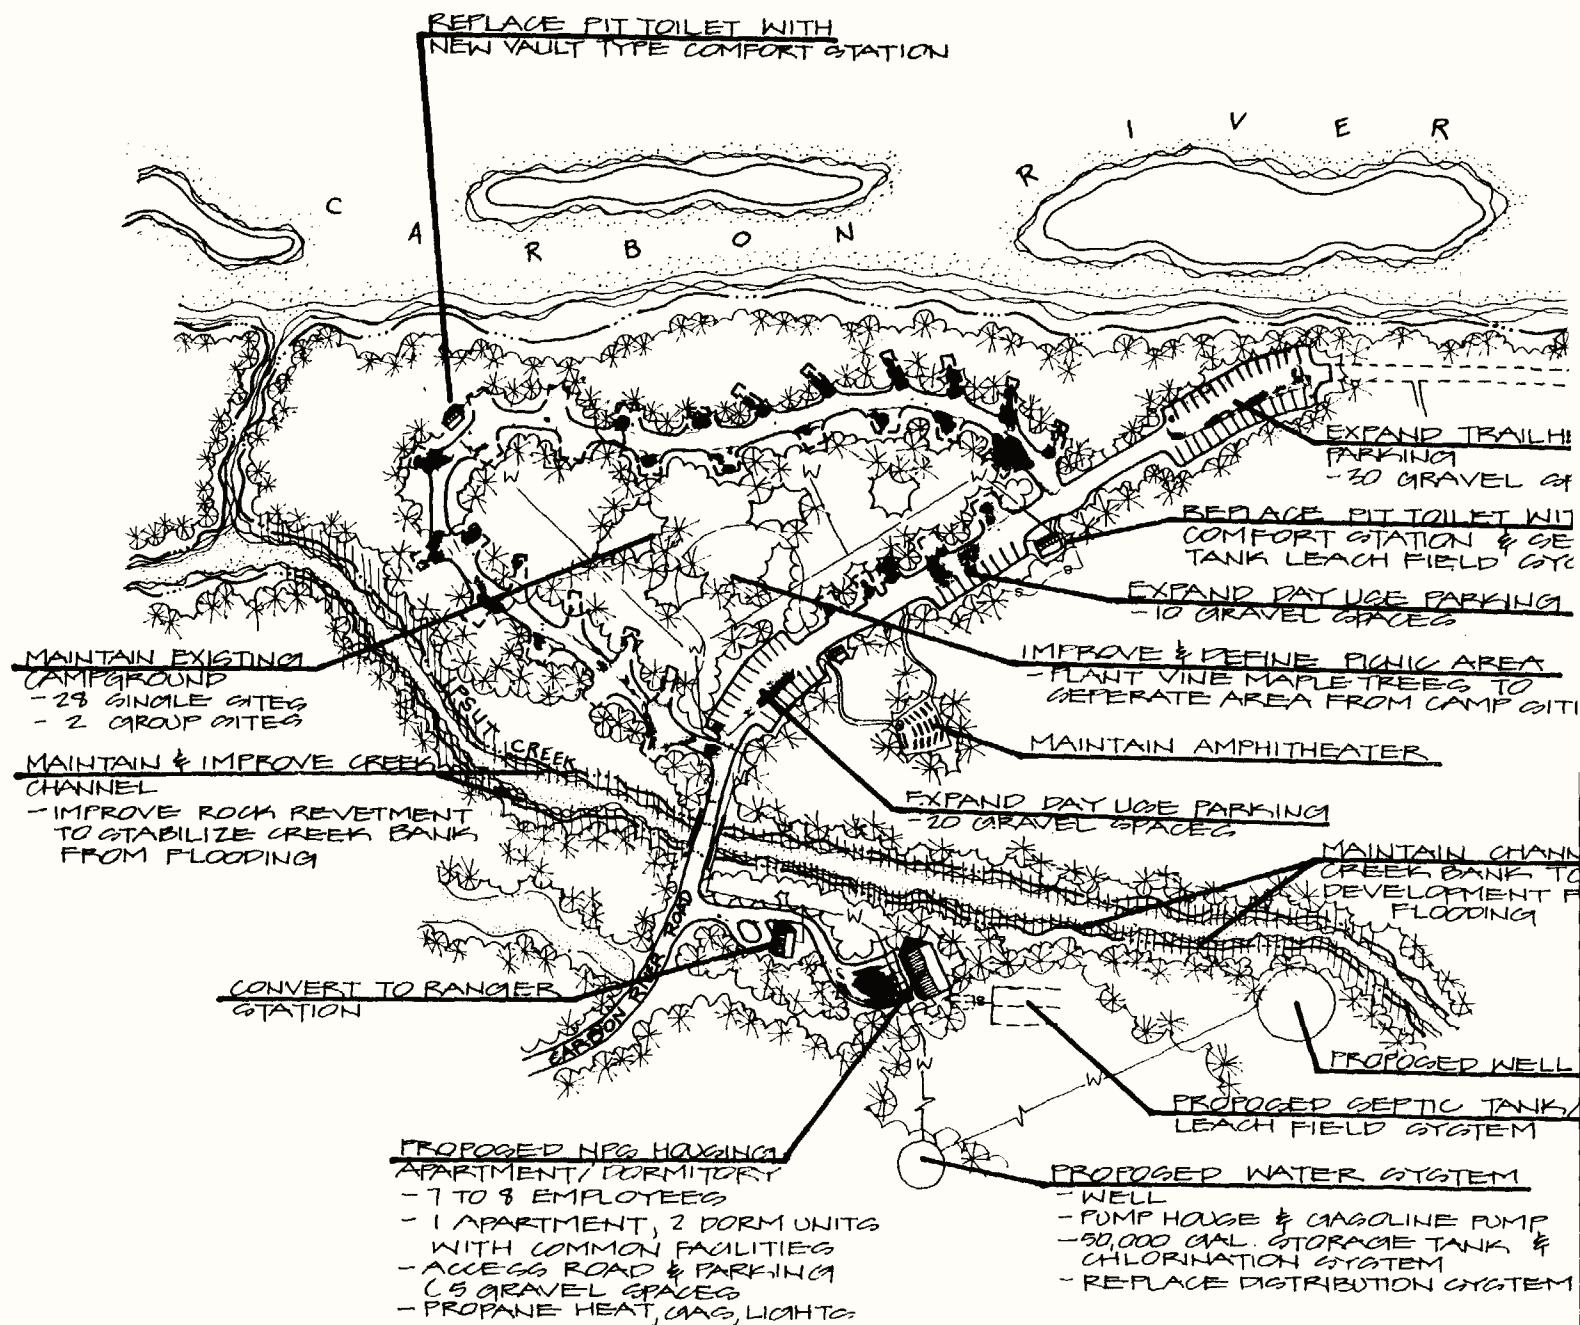 REPLACE PIT TOILET WITH
NEW VAULT TYPE COMFORT STATION
CARBON RIVER
EXPAND TRAILH
PARKING
-30 GRAVEL SP
REPLACE PIT TOILET WIT
COMFORT STATION & SE
TANK LEACH FIELD SYS
EXPAND DAY USE PARKING
-10 GRAVEL SPACES
IMPROVE & DEFINE PICNIC AREA
-PLANT VINE MAPLE TREES TO
SEPERATE AREA FROM CAMP SITE
MAINTAIN AMPHITHEATER
EXPAND DAY USE PARKING
-20 GRAVEL SPACES
MAINTAIN EXISTING
CAMPGROUND
-28 SINGLE SITES
- 2 GROUP SITES
IPSUT CREEK
MAINTAIN & IMPROVE CREEK
CHANNEL
-IMPROVE ROCK REVETMENT
TO STABILIZE CREEK BANK
FROM FLOODING
MAINTAIN CHANN
CREEK BANK TO
DEVELOPMENT F
FLOODING
CARBON RIVER ROAD
CONVERT TO RANGER
STATION
PROPOSED WELL
PROPOSED SEPTIC TANK/
LEACH FIELD SYSTEM
PROPOSED NPS HOUSING
APARTMENT/DORMITORY
-7 TO 8 EMPLOYEES
- 1 APARTMENT, 2 DORM UNITS
WITH COMMON FACILITIES
-ACCESS ROAD & PARKING
(5 GRAVEL SPACES
-PROPANE HEAT, GAS, LIGHTS
PROPOSED WATER SYSTEM
-WELL
-PUMP HOUSE & GASOLINE PUMP
-50,000 GAL. STORAGE TANK &
CHLORINATION SYSTEM
-REPLACE DISTRIBUTION SYSTEM